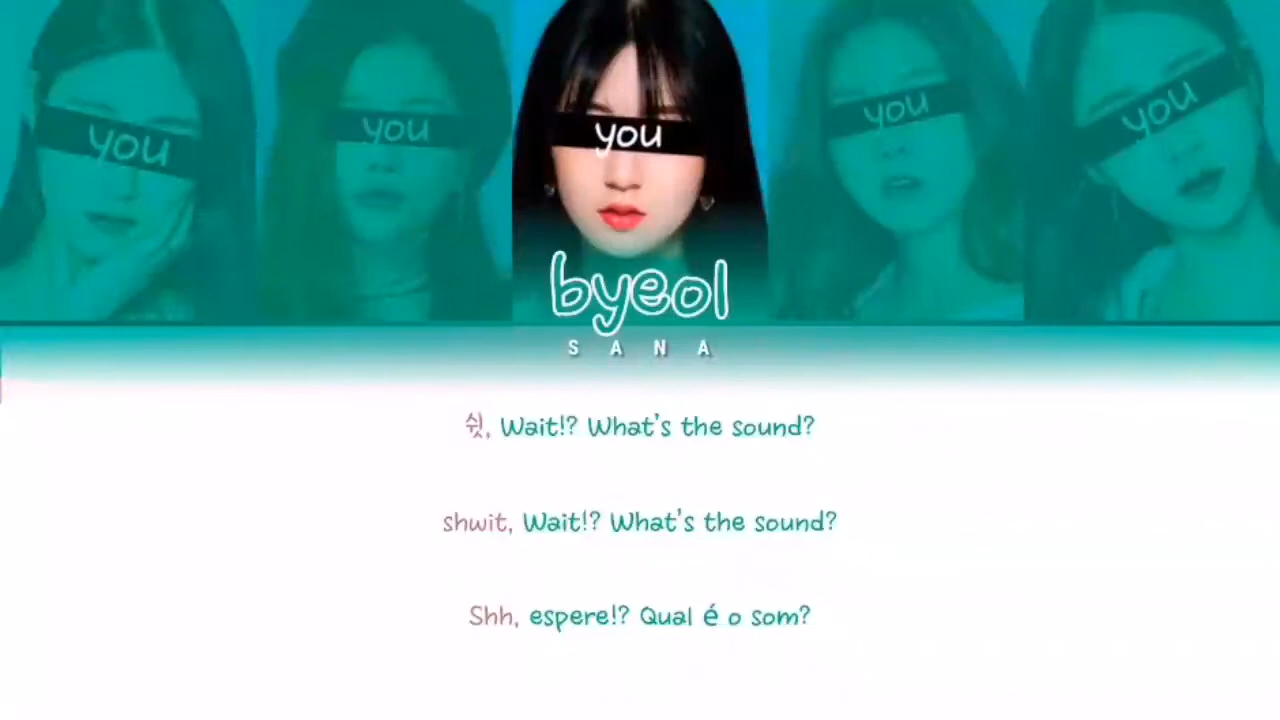 you
you
you
you
you
byeol
SANA
쉿, Wait!? What's the sound?
shwit, Wait!? What's the sound?
Shh, espere!? Qual é o som?